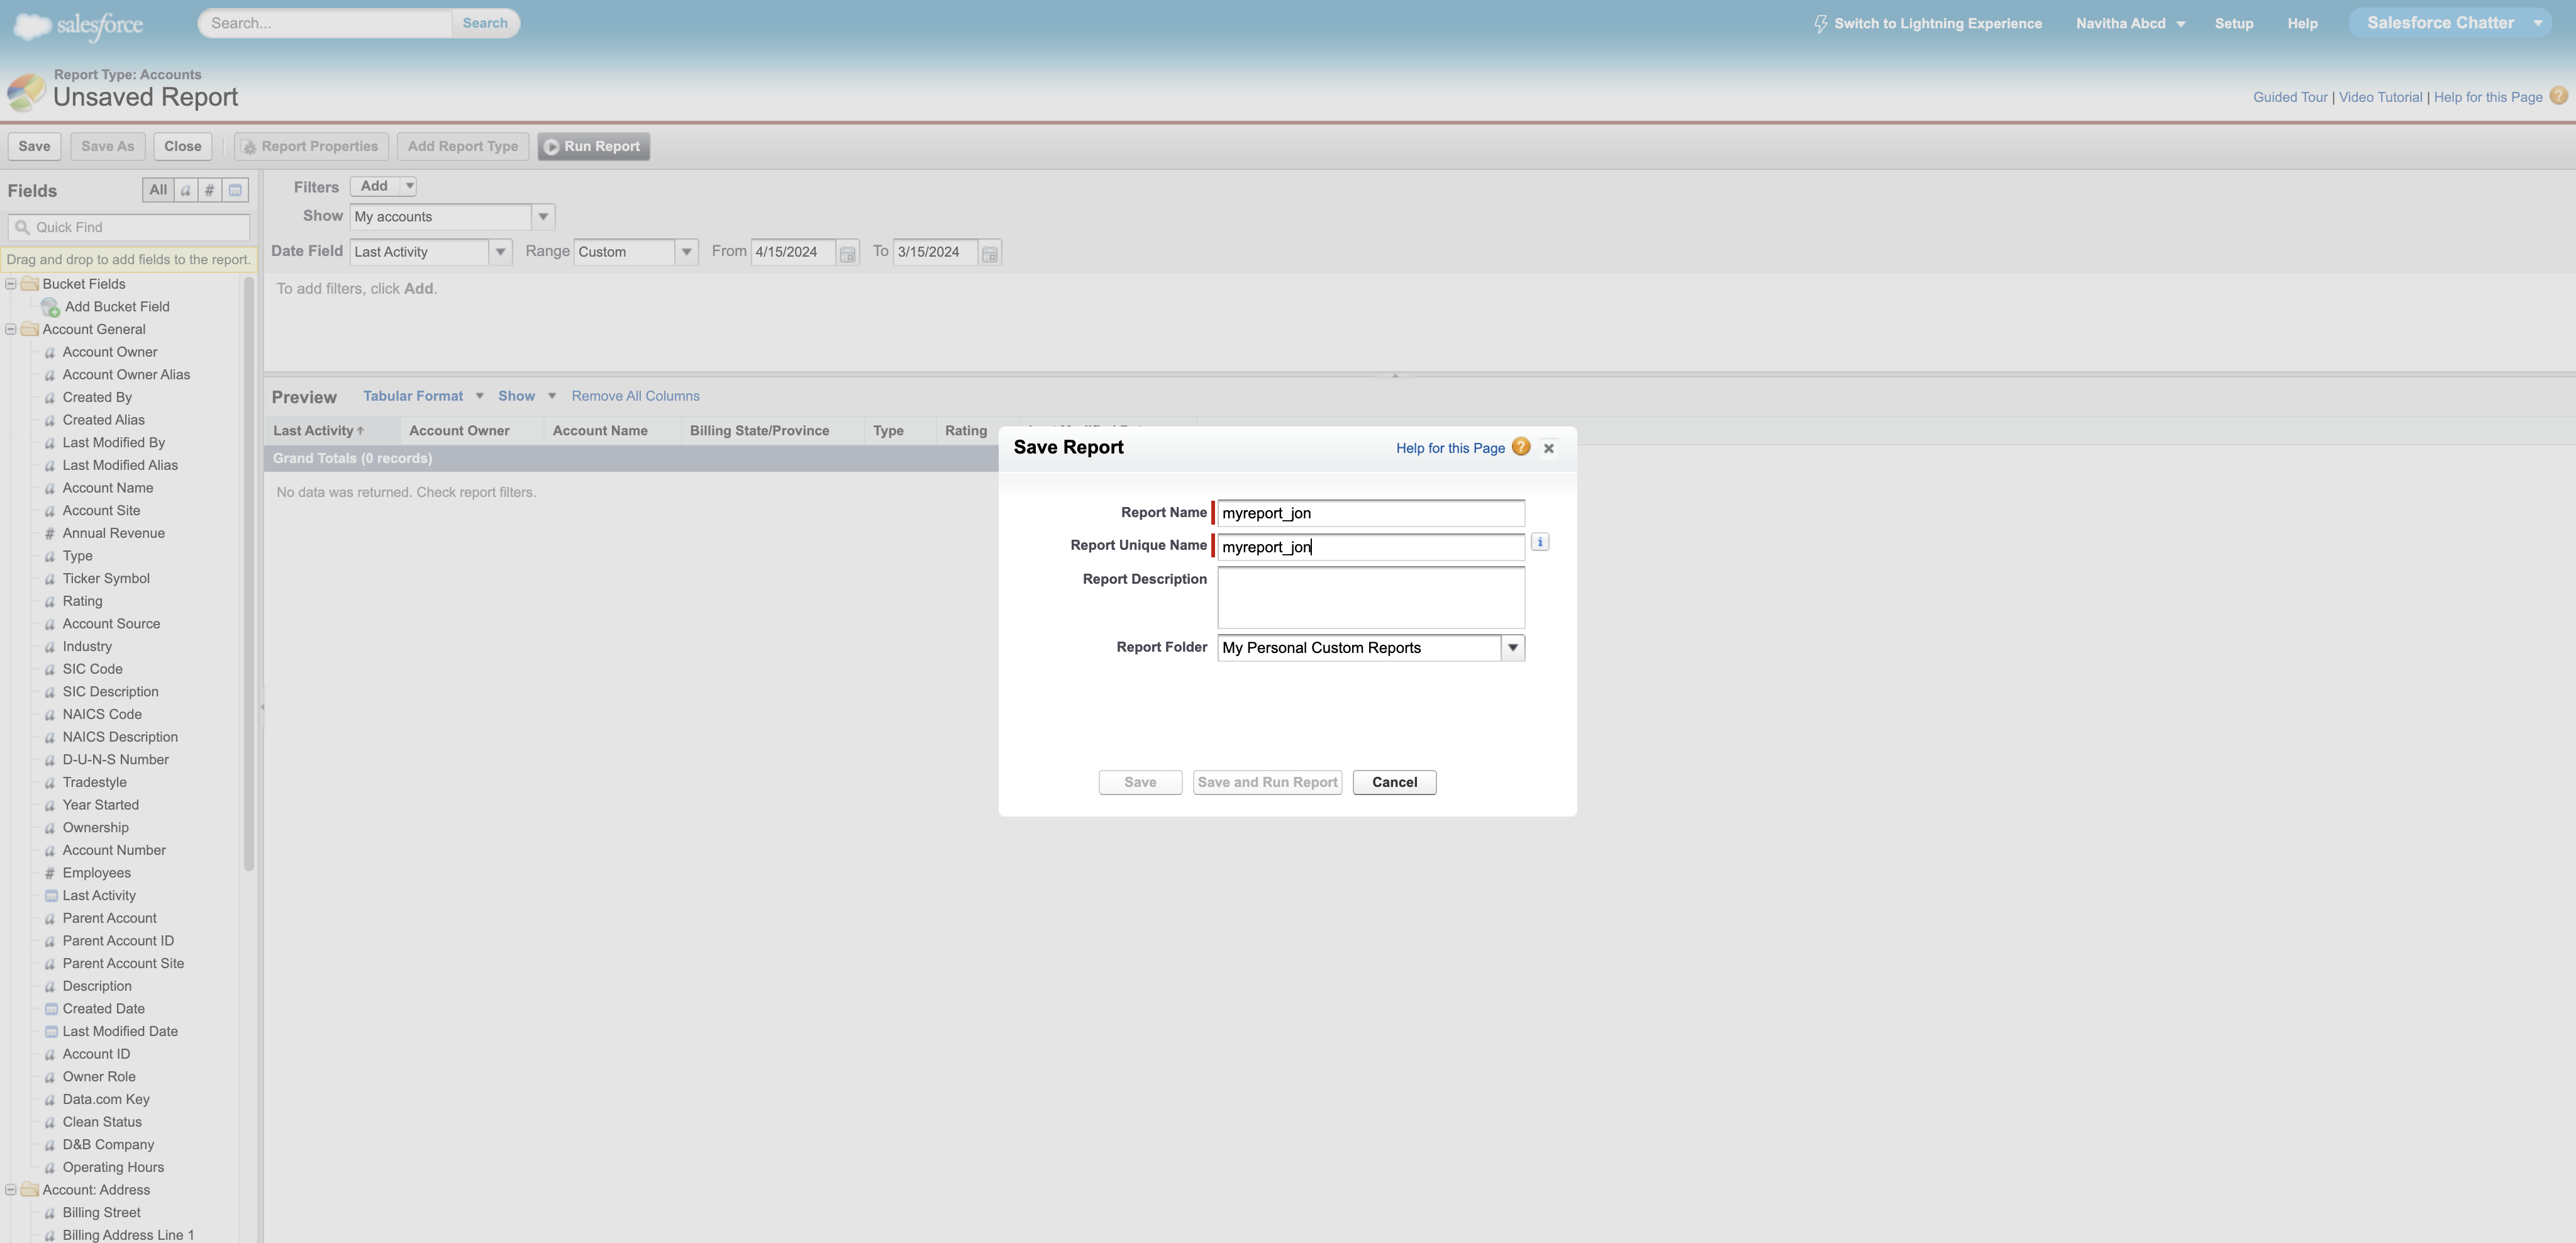 salesforce
Search...
Search
Switch to Lightning Experience
Navitha Abcd
Setup
Help
Salesforce Chatter
Report Type: Accounts
Unsaved Report
Guided Tour | Video Tutorial | Help for this Page ?
Save
Save As
Close
Report Properties
Add Report Type
Run Report
Fields
All
a
#
Quick Find
Drag and drop to add fields to the report.
Bucket Fields
Add Bucket Field
Account General
a Account Owner
a Account Owner Alias
a Created By
a Created Alias
a Last Modified By
a Last Modified Alias
a Account Name
a Account Site
# Annual Revenue
a Type
a Ticker Symbol
a Rating
a Account Source
a Industry
a SIC Code
a SIC Description
a NAICS Code
a NAICS Description
a D-U-N-S Number
a Tradestyle
a Year Started
a Ownership
a Account Number
# Employees
Last Activity
a Parent Account
a Parent Account ID
a Parent Account Site
a Description
Created Date
Last Modified Date
a Account ID
a Owner Role
a Data.com Key
a Clean Status
a D&B Company
a Operating Hours
Account: Address
a Billing Street
a Billing Address Line 1
Filters Add
Show My accounts
Date Field Last Activity Range Custom From 4/15/2024 To 3/15/2024
To add filters, click Add.
Preview Tabular Format Show Remove All Columns
Last Activity↑ Account Owner Account Name Billing State/Province Type Rating
Grand Totals (0 records)
No data was returned. Check report filters.
Save Report
Help for this Page ?
Report Name myreport_jon
Report Unique Name myreport_jon
i
Report Description
Report Folder My Personal Custom Reports
Save
Save and Run Report
Cancel